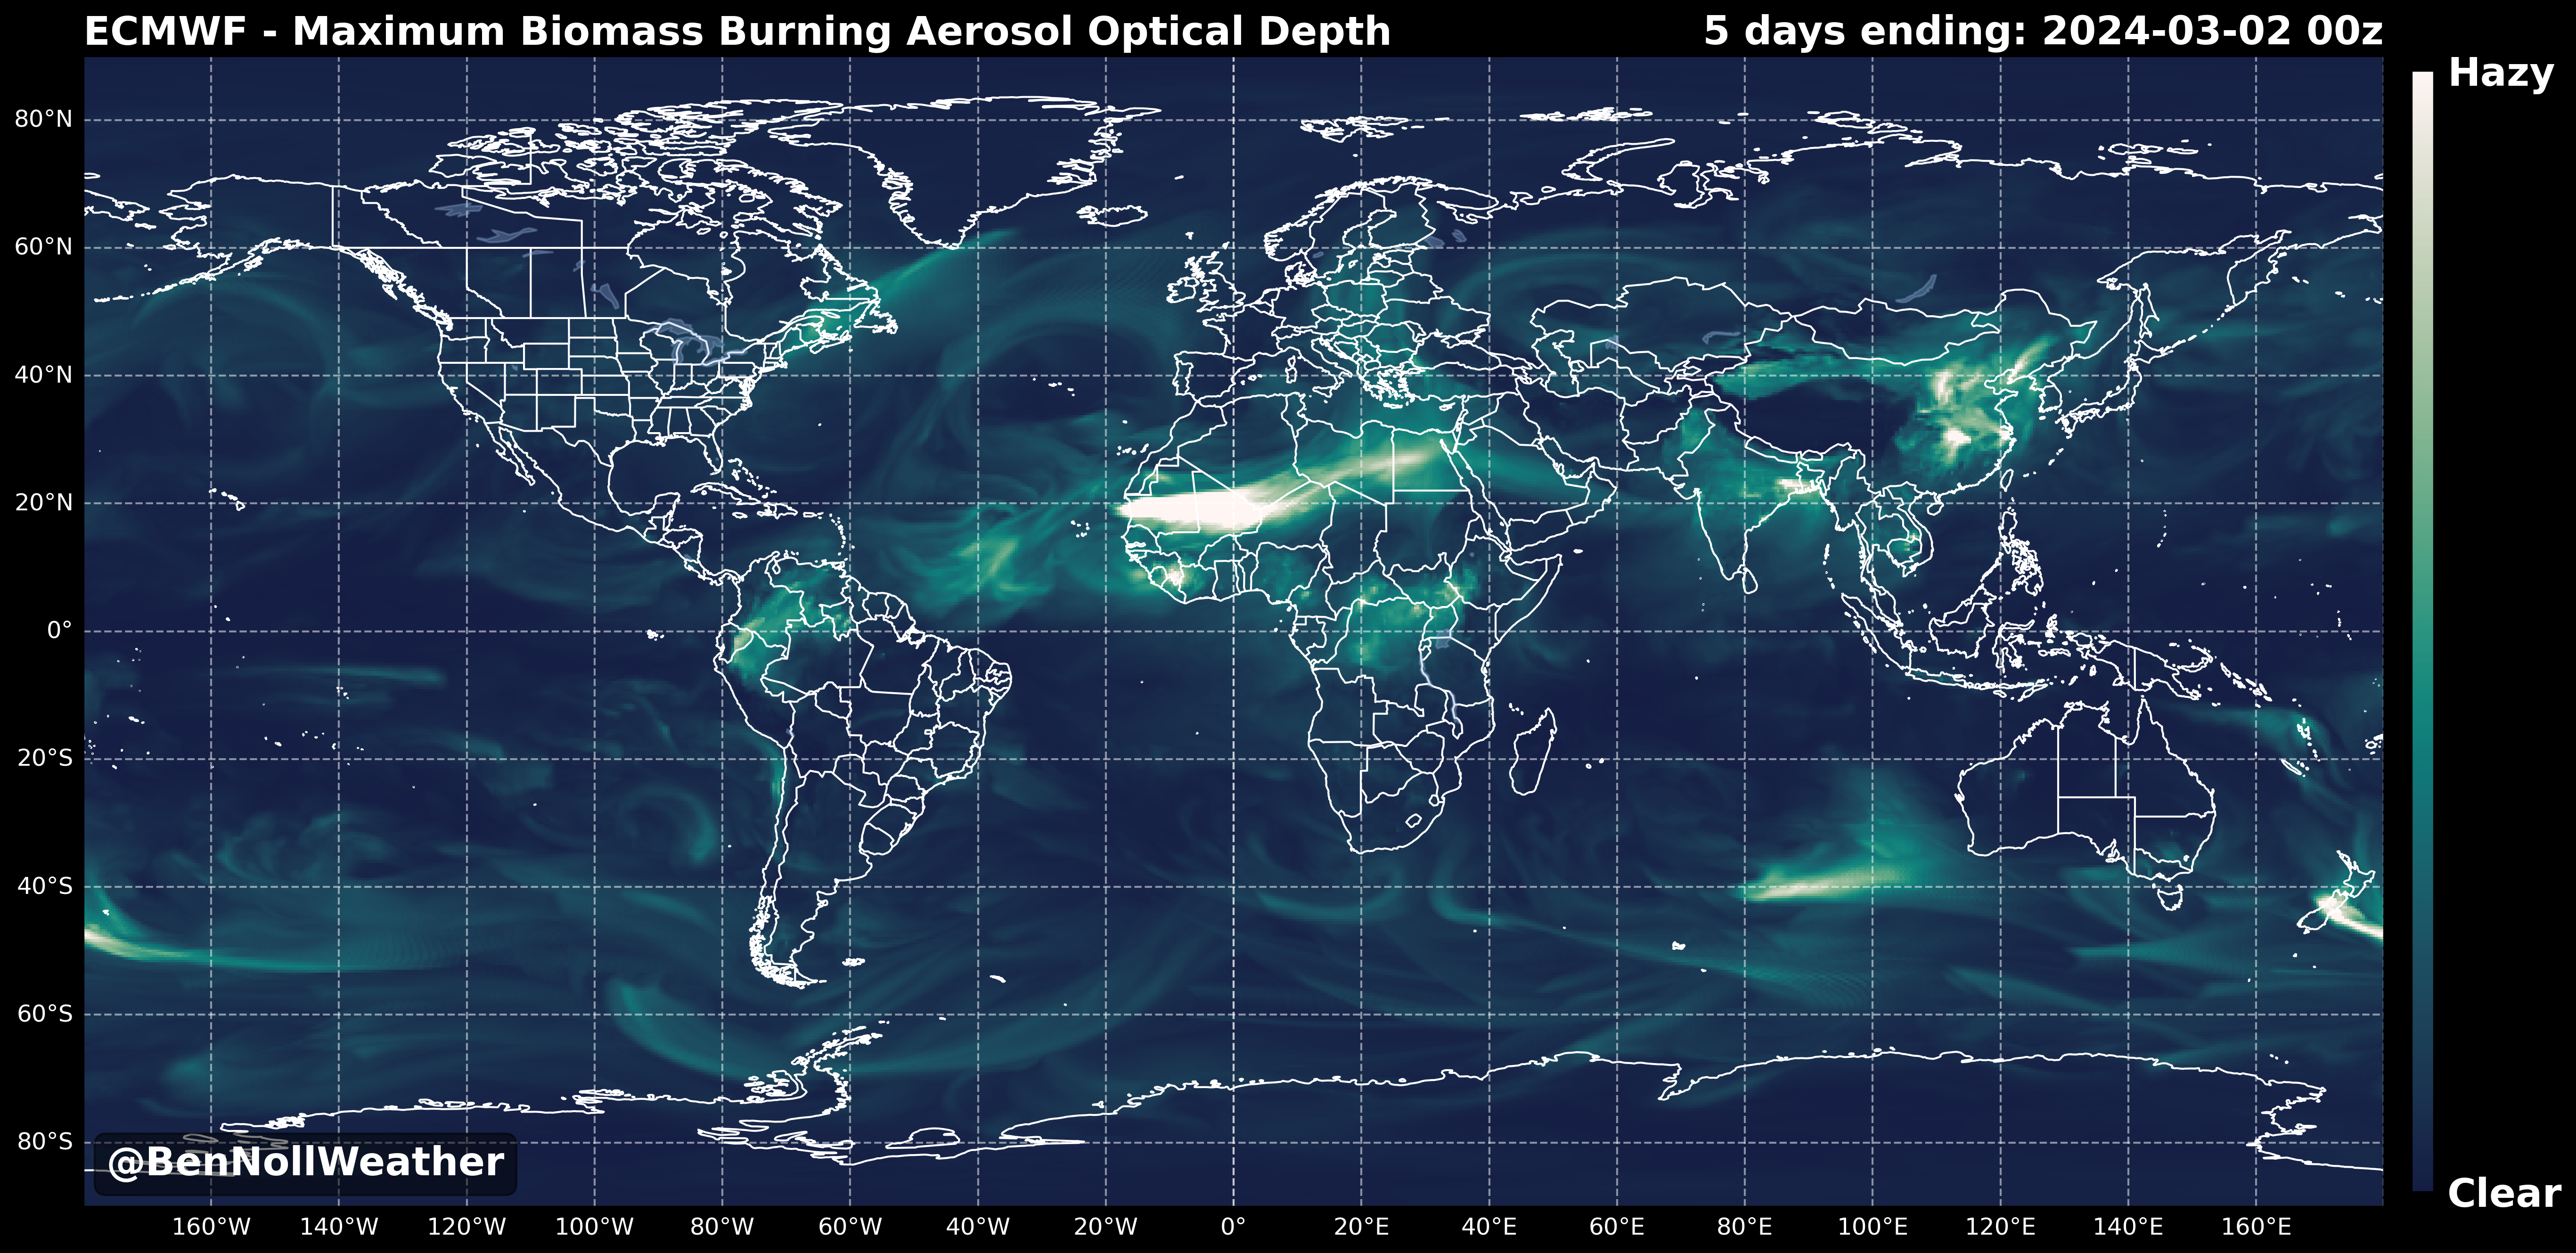 ECMWF - Maximum Biomass Burning Aerosol Optical Depth
5 days ending: 2024-03-02 00z
Hazy
80°N
60°N
40°N
20°N
0°
20°S
40°S
60°S
80°S
Clear
@BenNollWeather
160°W
140°W
120°W
100°W
80°W
60°W
40°W
20°W
0°
20°E
40°E
60°E
80°E
100°E
120°E
140°E
160°E